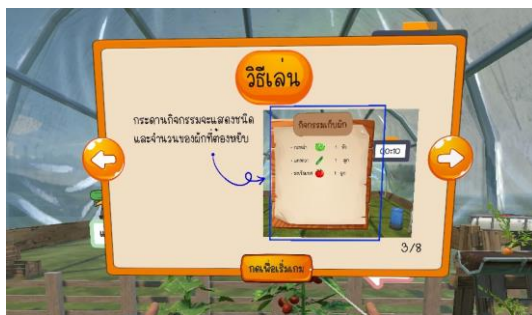 วิธีเล่น
กระดานกิจกรรมจะแสดงชนิด
และจำนวนของผักที่ต้องหยิบ
กิจกรรมเก็บผัก
00:10
3/8
กดเพื่อเริ่มเกม